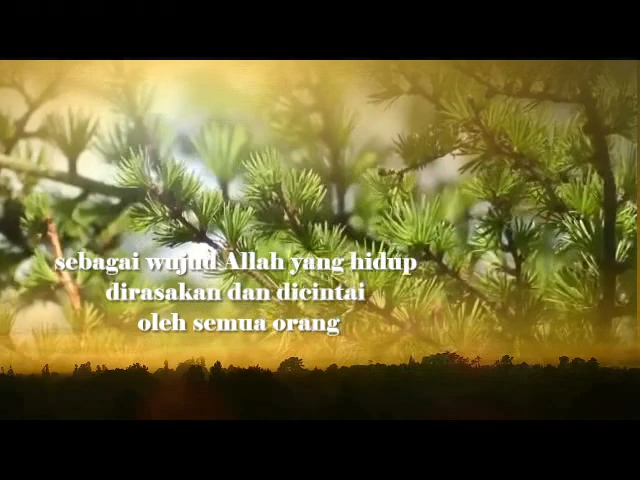 sebagai wujud Allah yang hidup
dirasakan dan dicintai
oleh semua orang